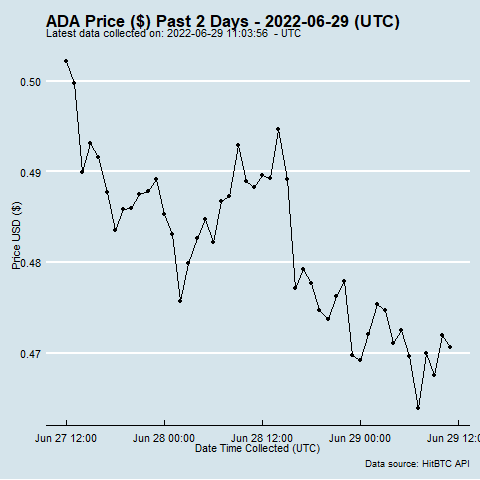 ADA Price ($) Past 2 Days - 2022-06-29 (UTC)
Latest data collected on: 2022-06-29 11:03:56 - UTC
0.50
0.49
0.48
0.47
Price USD ($)
Jun 27 12:00 Jun 28 00:00 Jun 28 12:00 Jun 29 00:00 Jun 29 12:00
Date Time Collected (UTC)
Data source: HitBTC API